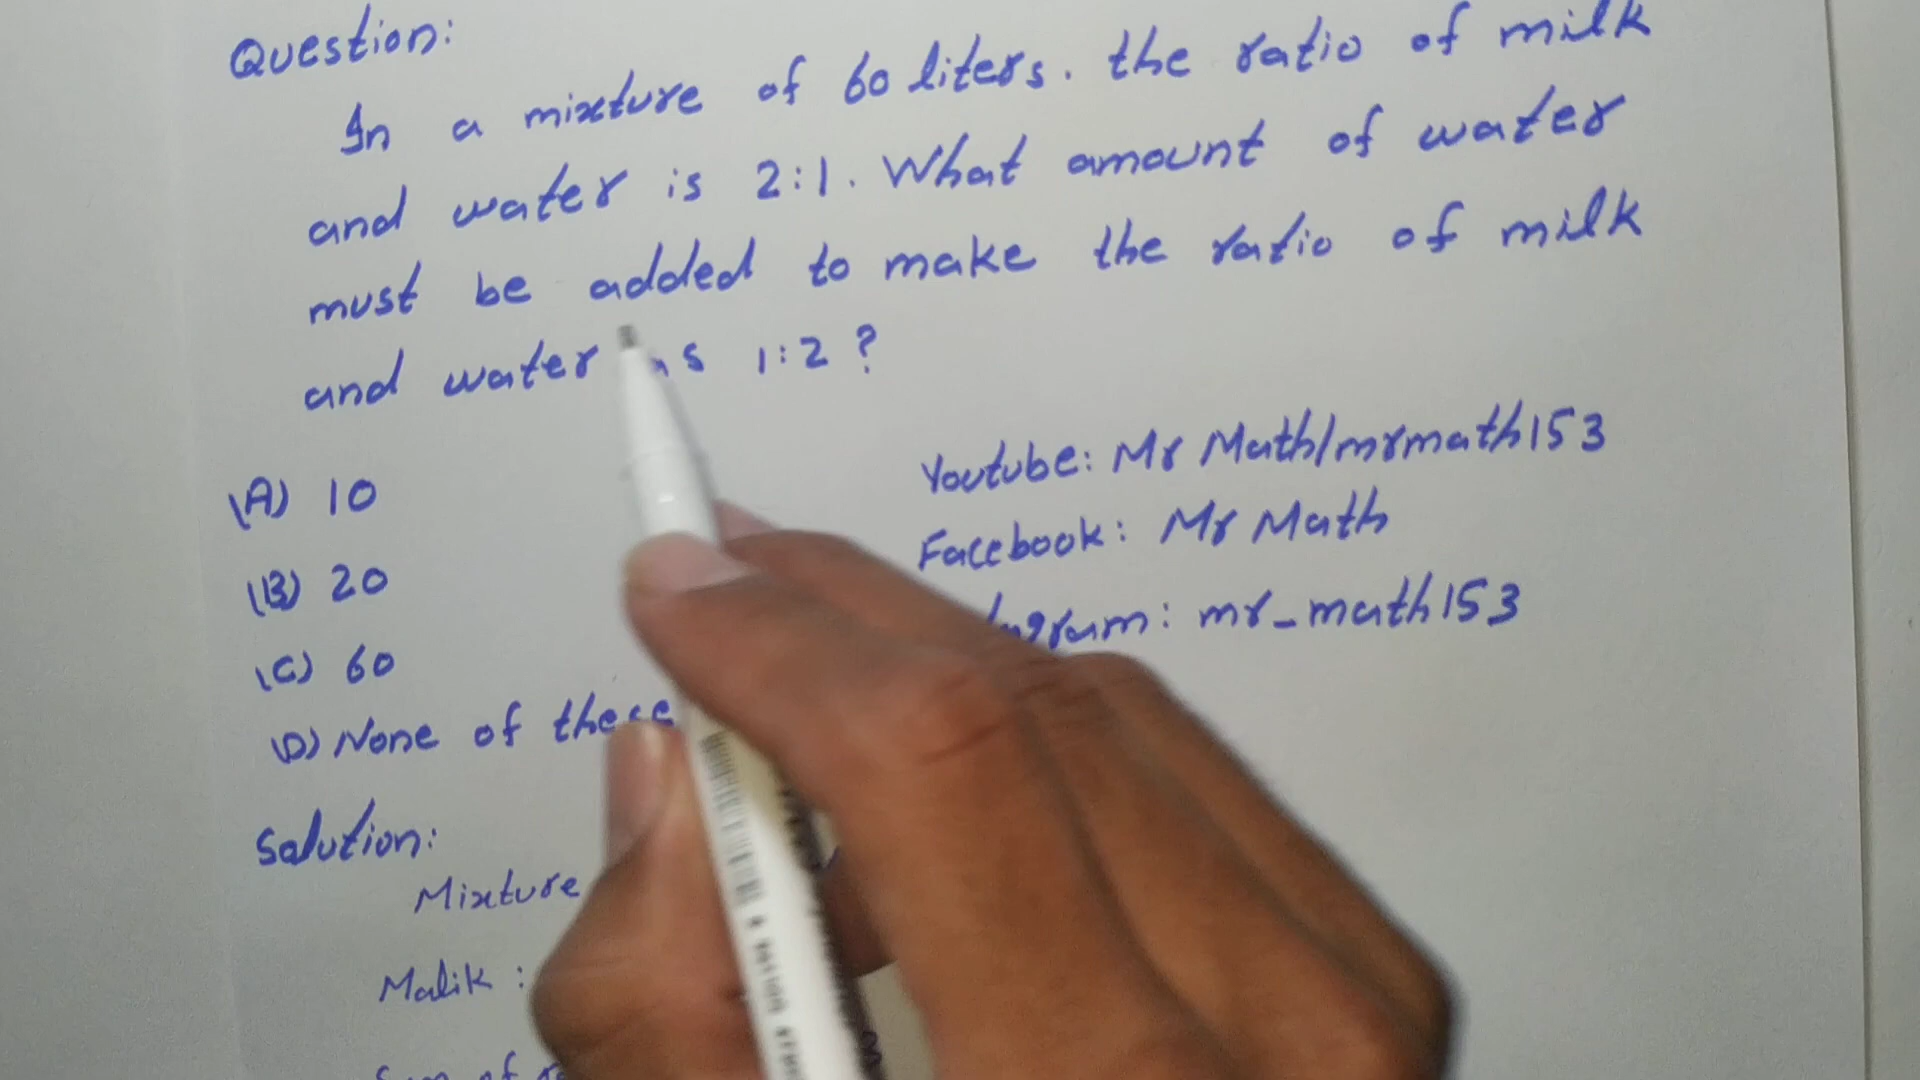 Question:
In a mixture of 60 liters. the ratio of milk
and water is 2:1. What amount of water
must be added to make the ratio of milk
and water as 1:2?
(A) 10
(B) 20
(C) 60
(D) None of these
Youtube: Mr Math/mrmath153
Facebook: Mr Math
mr_math153
Solution:
Mixture
Malik :